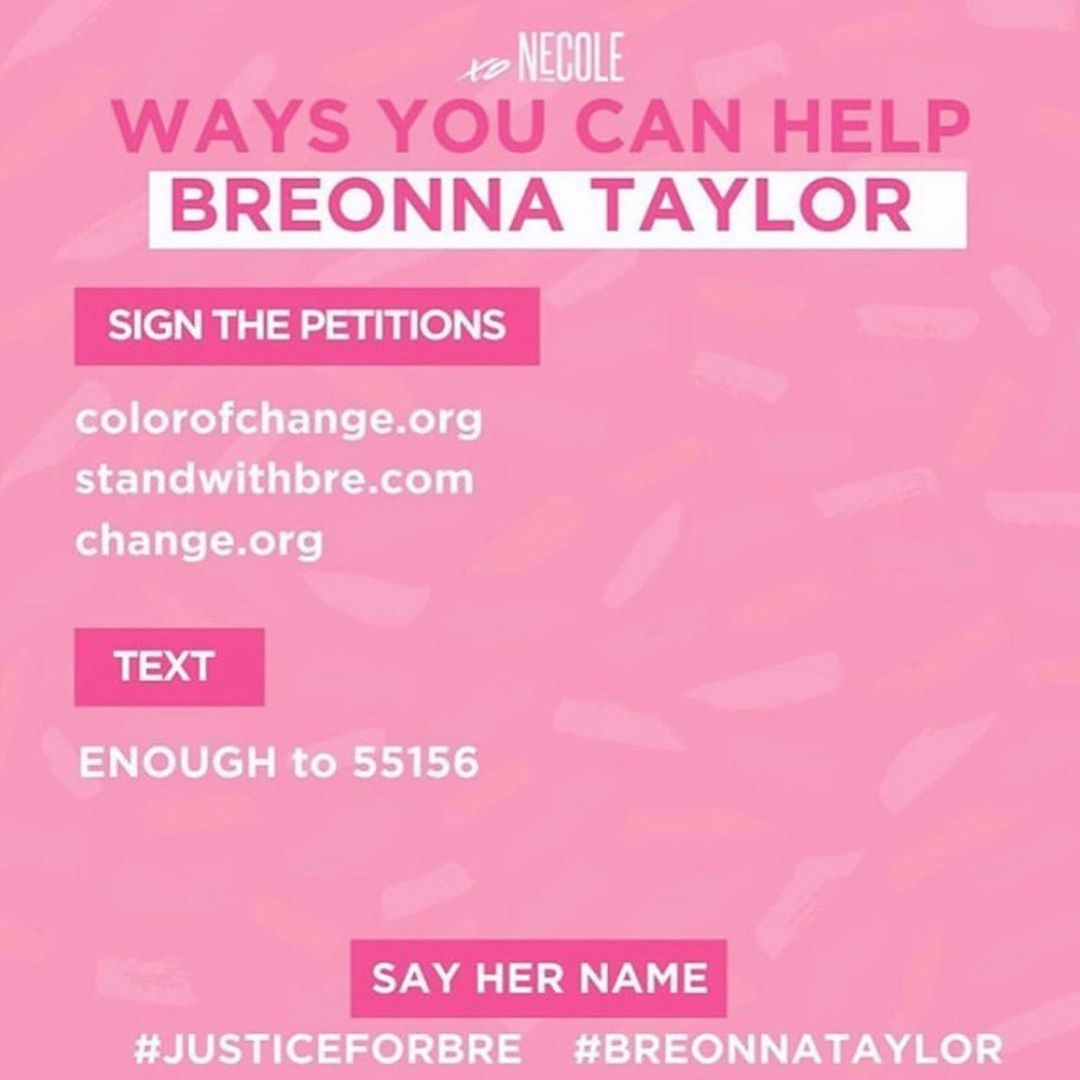 xo NECOLE
WAYS YOU CAN HELP
BREONNA TAYLOR
SIGN THE PETITIONS
colorofchange.org
standwithbre.com
change.org
TEXT
ENOUGH to 55156
SAY HER NAME
#JUSTICEFORBRE #BREONNATAYLOR